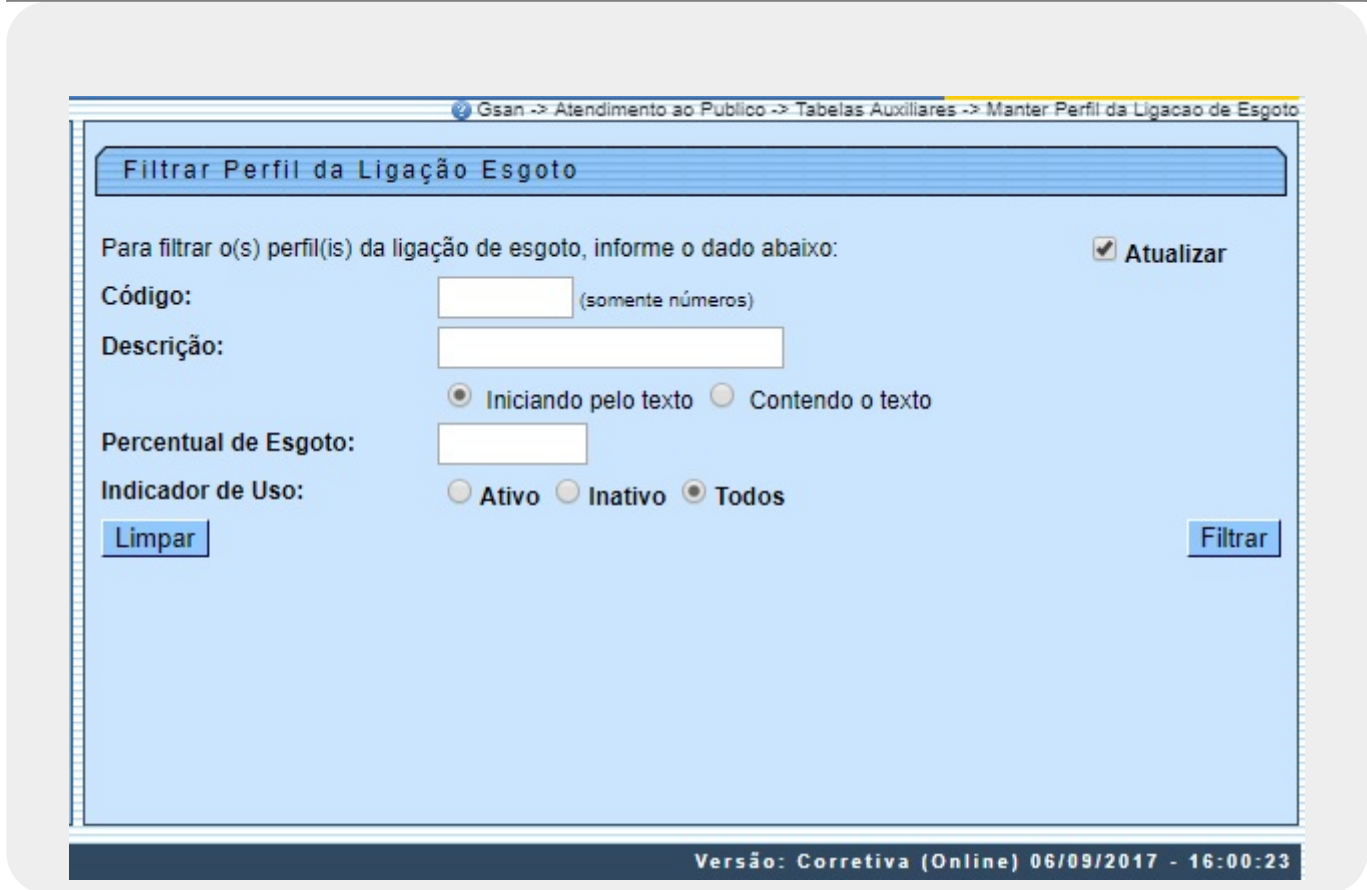 Gsan -> Atendimento ao Publico -> Tabelas Auxiliares -> Manter Perfil da Ligacao de Esgoto
Filtrar Perfil da Ligação Esgoto
Para filtrar o(s) perfil(is) da ligação de esgoto, informe o dado abaixo: Atualizar
Código: (somente números)
Descrição:
Iniciando pelo texto Contendo o texto
Percentual de Esgoto:
Indicador de Uso: Ativo Inativo Todos
Limpar Filtrar
Versão: Corretiva (Online) 06/09/2017 - 16:00:23